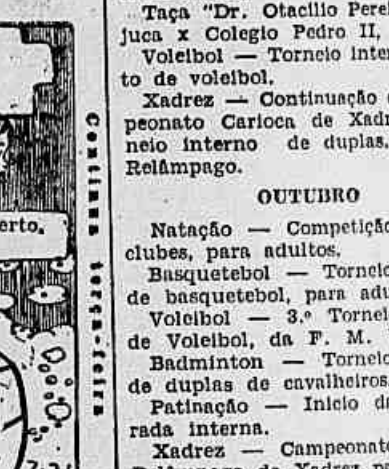 erto.
Continua terça-feira
Taça "Dr. Otacilio Pere
juca x Colegio Pedro II,
Voleibol — Torneio inter
to de voleibol.
Xadrez — Continuação
peonato Carioca de Xadr
neio interno de duplas.
Relâmpago.
OUTUBRO
Natação — Competição
clubes, para adultos.
Basquetebol — Torneio
de basquetebol, para adu
Voleibol — 3.º Tornei
de Voleibol, da F. M.
Badminton — Torneio
de duplas de cavalheiros.
Patinação — Inicio da
rada interna.
Xadrez — Campeonato